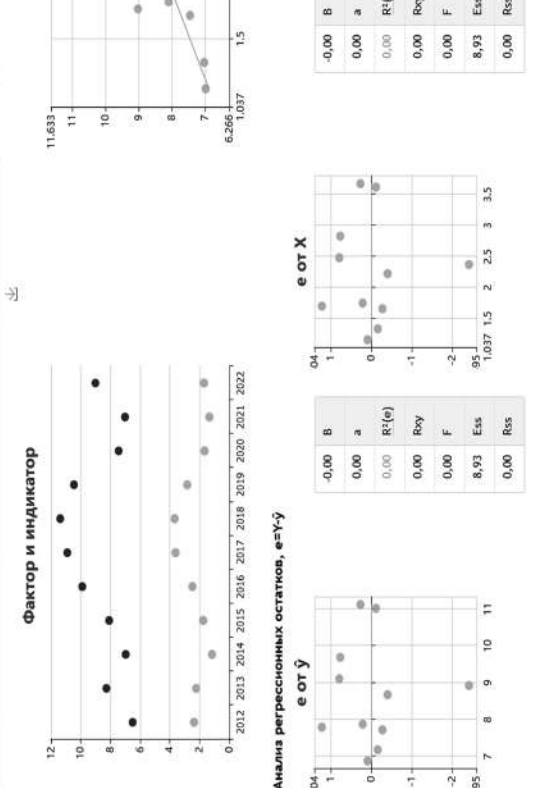 Фактор и индикатор
12
10
8
6
4
2
0
2012 2013 2014 2015 2016 2017 2018 2019 2020 2021 2022
11.633
11
10
9
8
7
6.266
1.037 1.5
Анализ регрессионных остатков, e=Y-ŷ
e от ŷ
04
1
0
-1
-2
95
7 8 9 10 11
-0,00 B
0,00 a
0,00 R²(e)
0,00 Rxy
0,00 F
8,93 Ess
0,00 Rss
e от X
04
1
0
-1
-2
95
1.037 1.5 2 2.5 3 3.5
-0,00 B
0,00 a
0,00
0,00
0,00 F
8,93 Ess
0,00 Rss